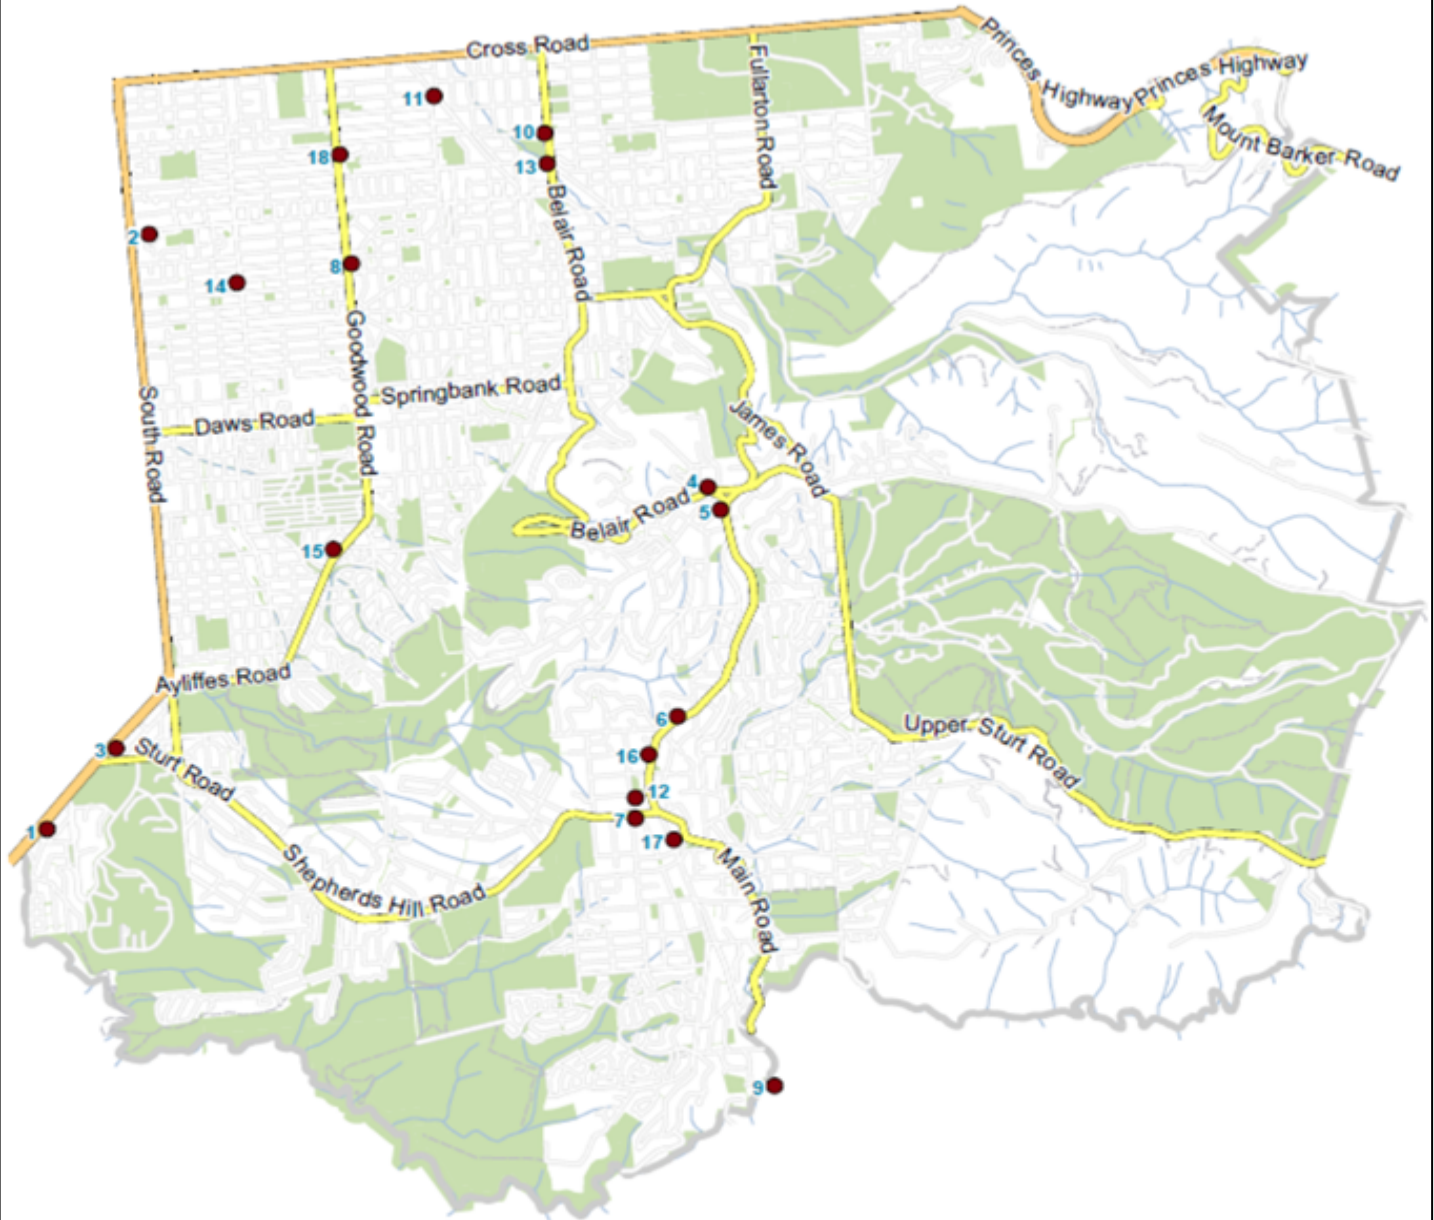 Cross Road
Princes Highway
Princes Highway
Fullarton Road
Mount Barker Road
11
10
13
18
Belair Road
2
8
14
Goodwood Road
Springbank Road
South Road
Daws Road
James Road
4
5
Belair Road
15
Ayliffes Road
6
Upper Sturt Road
3
Sturt Road
16
12
7
1
17
Shepherds Hill Road
Main Road
9